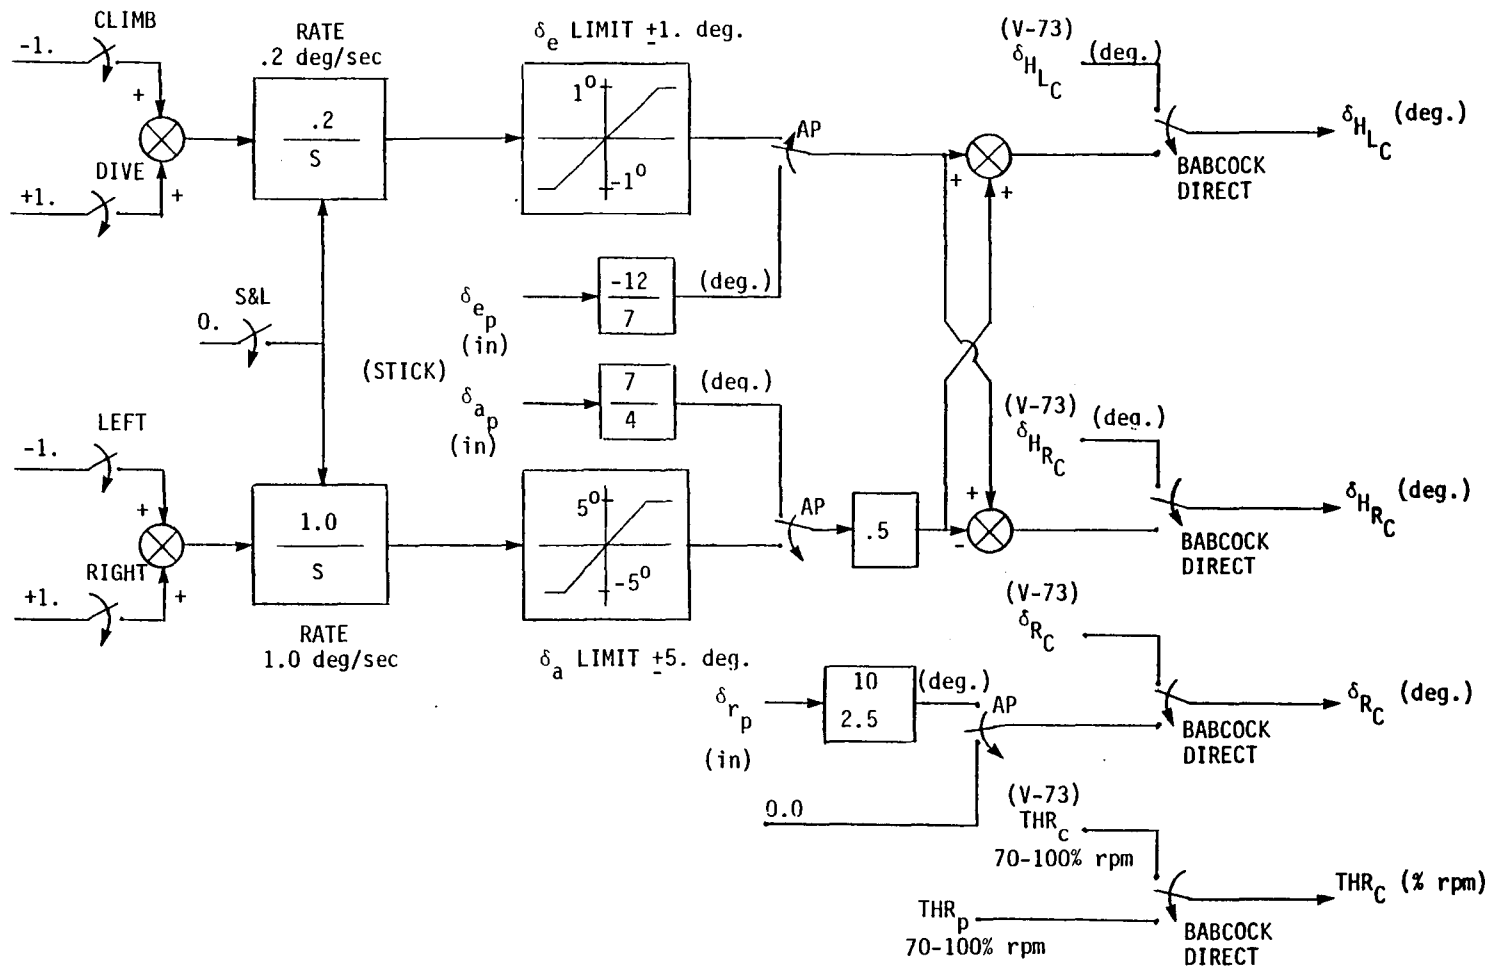 CLIMB
-1.
+
DIVE
+1.
+
RATE
.2 deg/sec
.2
S
δe LIMIT ±1. deg.
1º
-1º
AP
(V-73)
δHLC (deg.)
+
+
BABCOCK
DIRECT
δHLC (deg.)
S&L
0.
(STICK)
δep
(in)
-12
7
(deg.)
δap
(in)
7
4
(deg.)
LEFT
-1.
+
RIGHT
+1.
+
1.0
S
RATE
1.0 deg/sec
5º
-5º
δa LIMIT ±5. deg.
AP
.5
+
-
(V-73)
δHRC (deg.)
BABCOCK
DIRECT
δHRC (deg.)
δrp
(in)
10
2.5
(deg.)
AP
0.0
(V-73)
δRC
BABCOCK
DIRECT
δRC (deg.)
(V-73)
THRc
70-100% rpm
THRp
70-100% rpm
BABCOCK
DIRECT
THRC (% rpm)